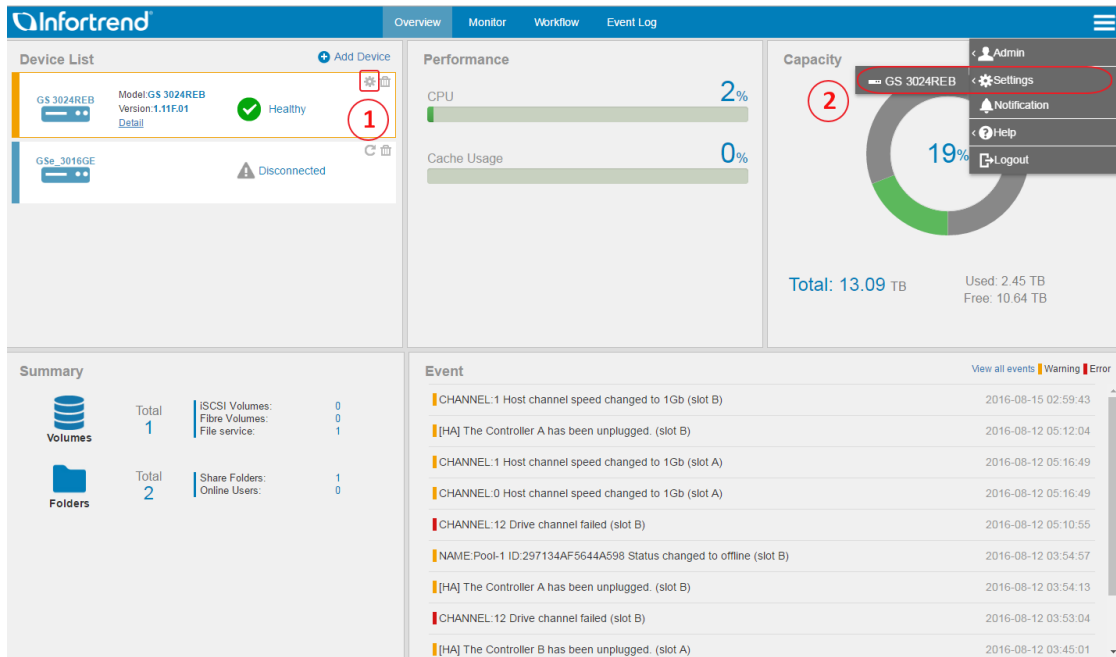 Infortrend
Overview Monitor Workflow Event Log
Device List
Add Device
GS 3024REB
Model:GS 3024REB
Version:1.11F.01
Detail
Healthy
1
GSe_3016GE
Disconnected
Performance
CPU
2%
Cache Usage
0%
Capacity
Admin
GS 3024REB
Settings
2
Notification
Help
Logout
19%
Total: 13.09 TB
Used: 2.45 TB
Free: 10.64 TB
Summary
Volumes
Total
1
iSCSI Volumes: 0
Fibre Volumes: 0
File service: 1
Folders
Total
2
Share Folders: 1
Online Users: 0
Event
View all events Warning Error
CHANNEL:1 Host channel speed changed to 1Gb (slot B) 2016-08-15 02:59:43
[HA] The Controller A has been unplugged. (slot B) 2016-08-12 05:12:04
CHANNEL:1 Host channel speed changed to 1Gb (slot A) 2016-08-12 05:16:49
CHANNEL:0 Host channel speed changed to 1Gb (slot A) 2016-08-12 05:16:49
CHANNEL:12 Drive channel failed (slot B) 2016-08-12 05:10:55
NAME:Pool-1 ID:297134AF5644A598 Status changed to offline (slot B) 2016-08-12 03:54:57
[HA] The Controller A has been unplugged. (slot B) 2016-08-12 03:54:13
CHANNEL:12 Drive channel failed (slot B) 2016-08-12 03:53:04
[HA] The Controller B has been unplugged. (slot A) 2016-08-12 03:45:01